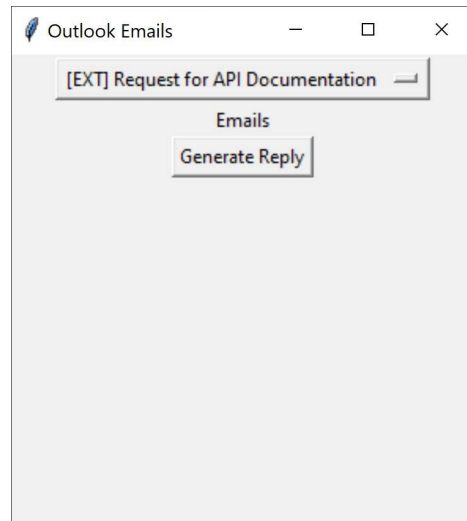 Outlook Emails
[EXT] Request for API Documentation
Emails
Generate Reply